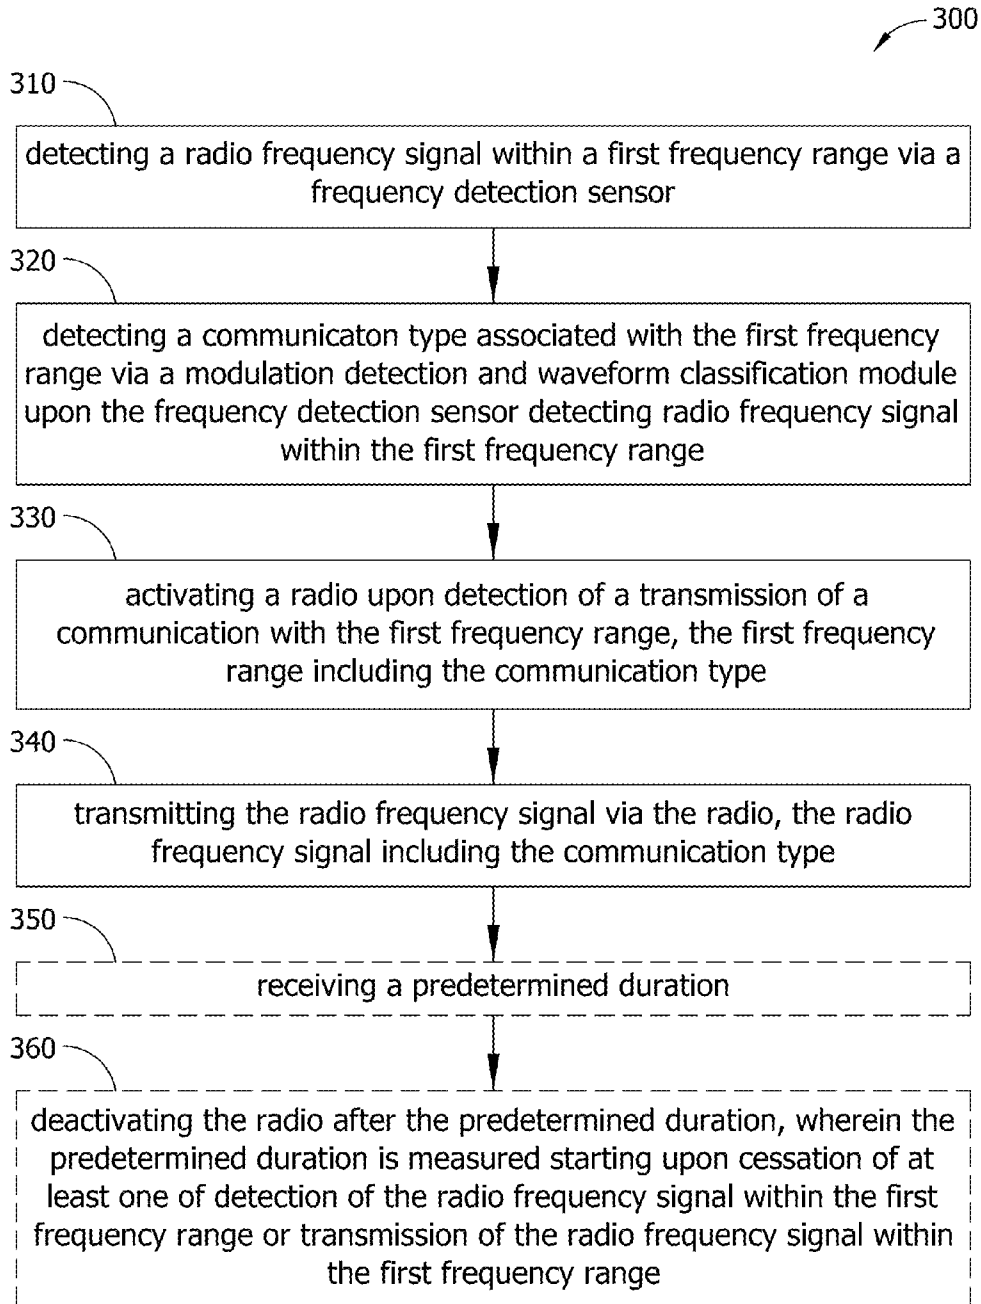 300
310
detecting a radio frequency signal within a first frequency range via a
frequency detection sensor
320
detecting a communicaton type associated with the first frequency
range via a modulation detection and waveform classification module
upon the frequency detection sensor detecting radio frequency signal
within the first frequency range
330
activating a radio upon detection of a transmission of a
communication with the first frequency range, the first frequency
range including the communication type
340
transmitting the radio frequency signal via the radio, the radio
frequency signal including the communication type
350
receiving a predetermined duration
360
deactivating the radio after the predetermined duration, wherein the
predetermined duration is measured starting upon cessation of at
least one of detection of the radio frequency signal within the first
frequency range or transmission of the radio frequency signal within
the first frequency range